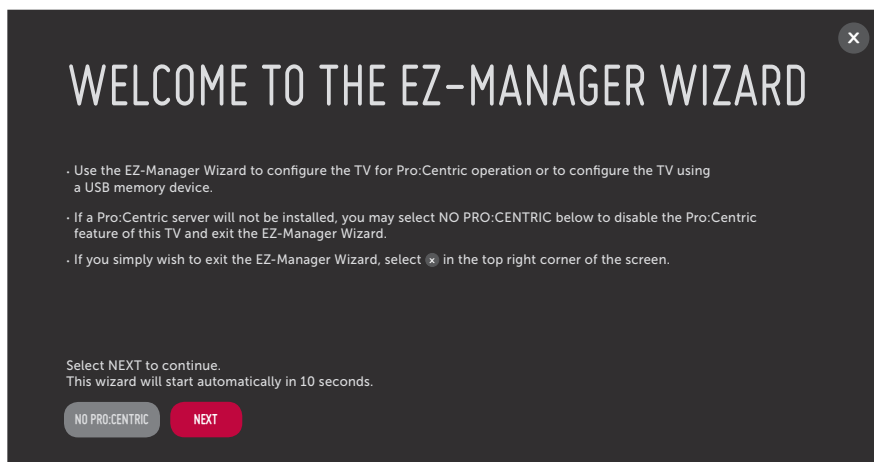 WELCOME TO THE EZ-MANAGER WIZARD
· Use the EZ-Manager Wizard to configure the TV for Pro:Centric operation or to configure the TV using
a USB memory device.
· If a Pro:Centric server will not be installed, you may select NO PRO:CENTRIC below to disable the Pro:Centric
feature of this TV and exit the EZ-Manager Wizard.
· If you simply wish to exit the EZ-Manager Wizard, select x in the top right corner of the screen.
Select NEXT to continue.
This wizard will start automatically in 10 seconds.
NO PRO:CENTRIC NEXT